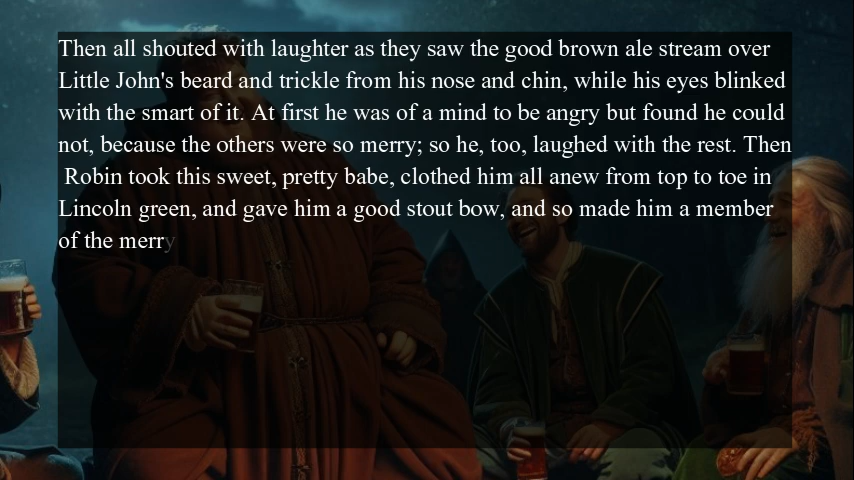 Then all shouted with laughter as they saw the good brown ale stream over
Little John's beard and trickle from his nose and chin, while his eyes blinked
with the smart of it. At first he was of a mind to be angry but found he could
not, because the others were so merry; so he, too, laughed with the rest. Then
Robin took this sweet, pretty babe, clothed him all anew from top to toe in
Lincoln green, and gave him a good stout bow, and so made him a member
of the merry